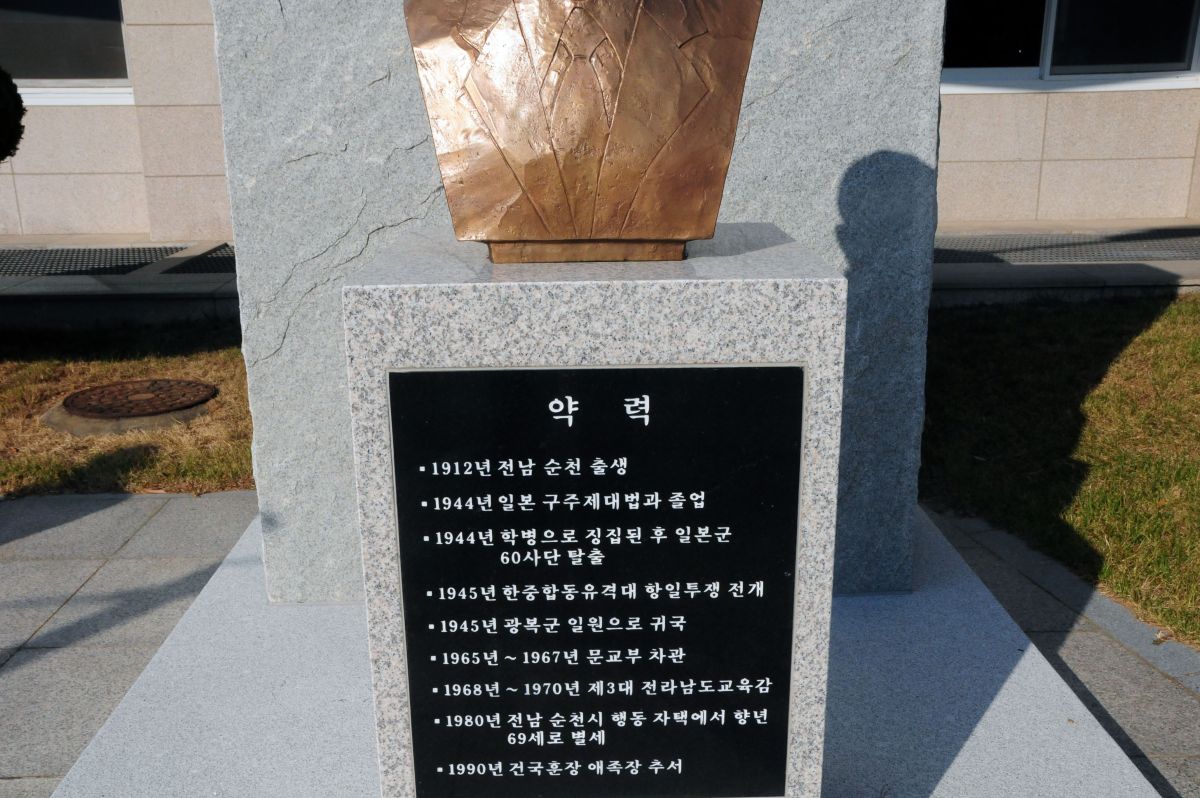 약 력
▪ 1912년 전남 순천 출생
▪ 1944년 일본 구주제대법과 졸업
▪ 1944년 학병으로 징집된 후 일본군
60사단 탈출
▪ 1945년 한중합동유격대 항일투쟁 전개
▪ 1945년 광복군 일원으로 귀국
▪ 1965년 ~ 1967년 문교부 차관
▪ 1968년 ~ 1970년 제3대 전라남도교육감
▪ 1980년 전남 순천시 행동 자택에서 향년
69세로 별세
▪ 1990년 건국훈장 애족장 추서